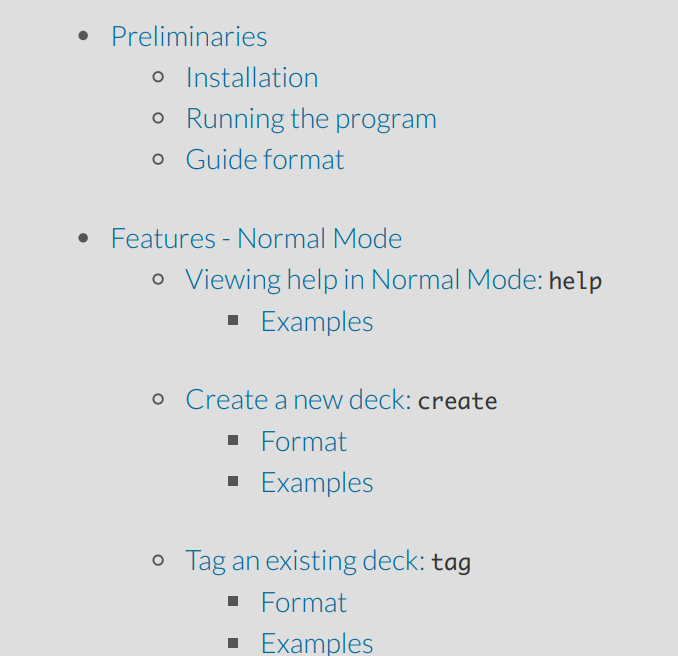 Preliminaries
Installation
Running the program
Guide format
Features - Normal Mode
Viewing help in Normal Mode: help
Examples
Create a new deck: create
Format
Examples
Tag an existing deck: tag
Format
Examples